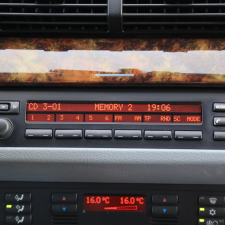 CD 3-01 MEMORY 2 19:06
1 2 3 4 5 6 FM AM TP RND SC MODE
16.0 °C 16.0 °C